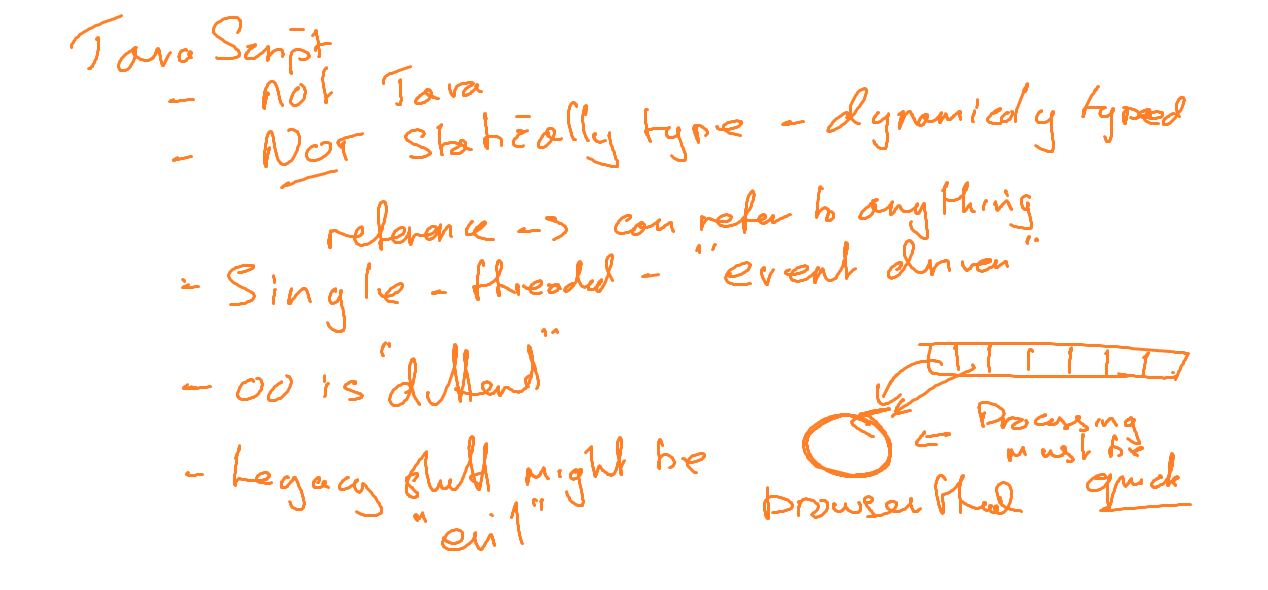 JavaScript
- not Java
- NOT statically type - dynamicly typed
reference -> can refer to anything
- Single - threaded - "event driven"
- OO is "different"
- Legacy stuff might be
"evil"
<- Processing
must be
quick
browser thread